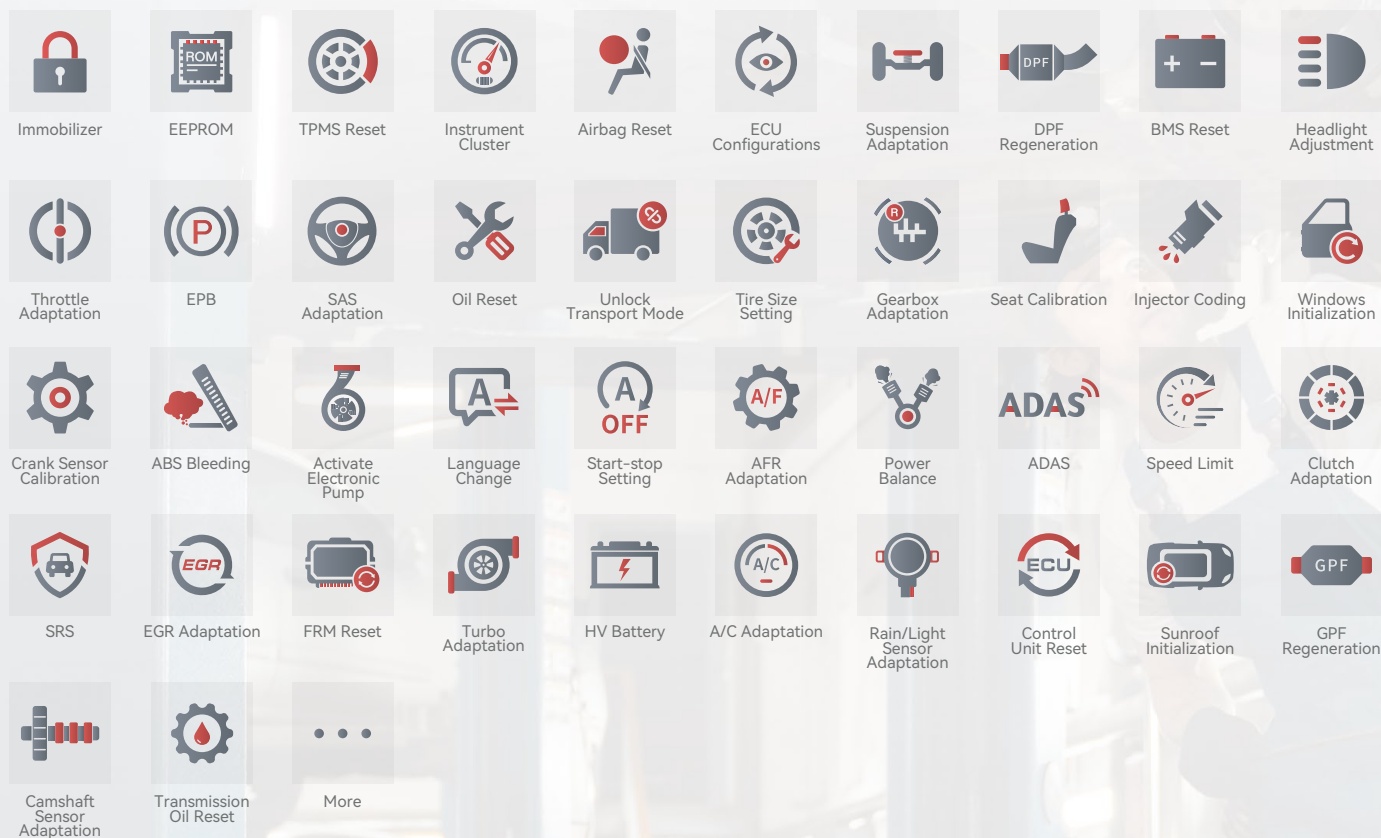 ROM
DPF
Immobilizer
EEPROM
TPMS Reset
Instrument
Cluster
Airbag Reset
ECU
Configurations
Suspension
Adaptation
DPF
Regeneration
BMS Reset
Headlight
Adjustment
P
R
Throttle
Adaptation
EPB
SAS
Adaptation
Oil Reset
Unlock
Transport Mode
Tire Size
Setting
Gearbox
Adaptation
Seat Calibration
Injector Coding
Windows
Initialization
A
A
OFF
A/F
ADAS
Crank Sensor
Calibration
ABS Bleeding
Activate
Electronic
Pump
Language
Change
Start-stop
Setting
AFR
Adaptation
Power
Balance
ADAS
Speed Limit
Clutch
Adaptation
EGR
A/C
ECU
GPF
SRS
EGR Adaptation
FRM Reset
Turbo
Adaptation
HV Battery
A/C Adaptation
Rain/Light
Sensor
Adaptation
Control
Unit Reset
Sunroof
Initialization
GPF
Regeneration
Camshaft
Sensor
Adaptation
Transmission
Oil Reset
More